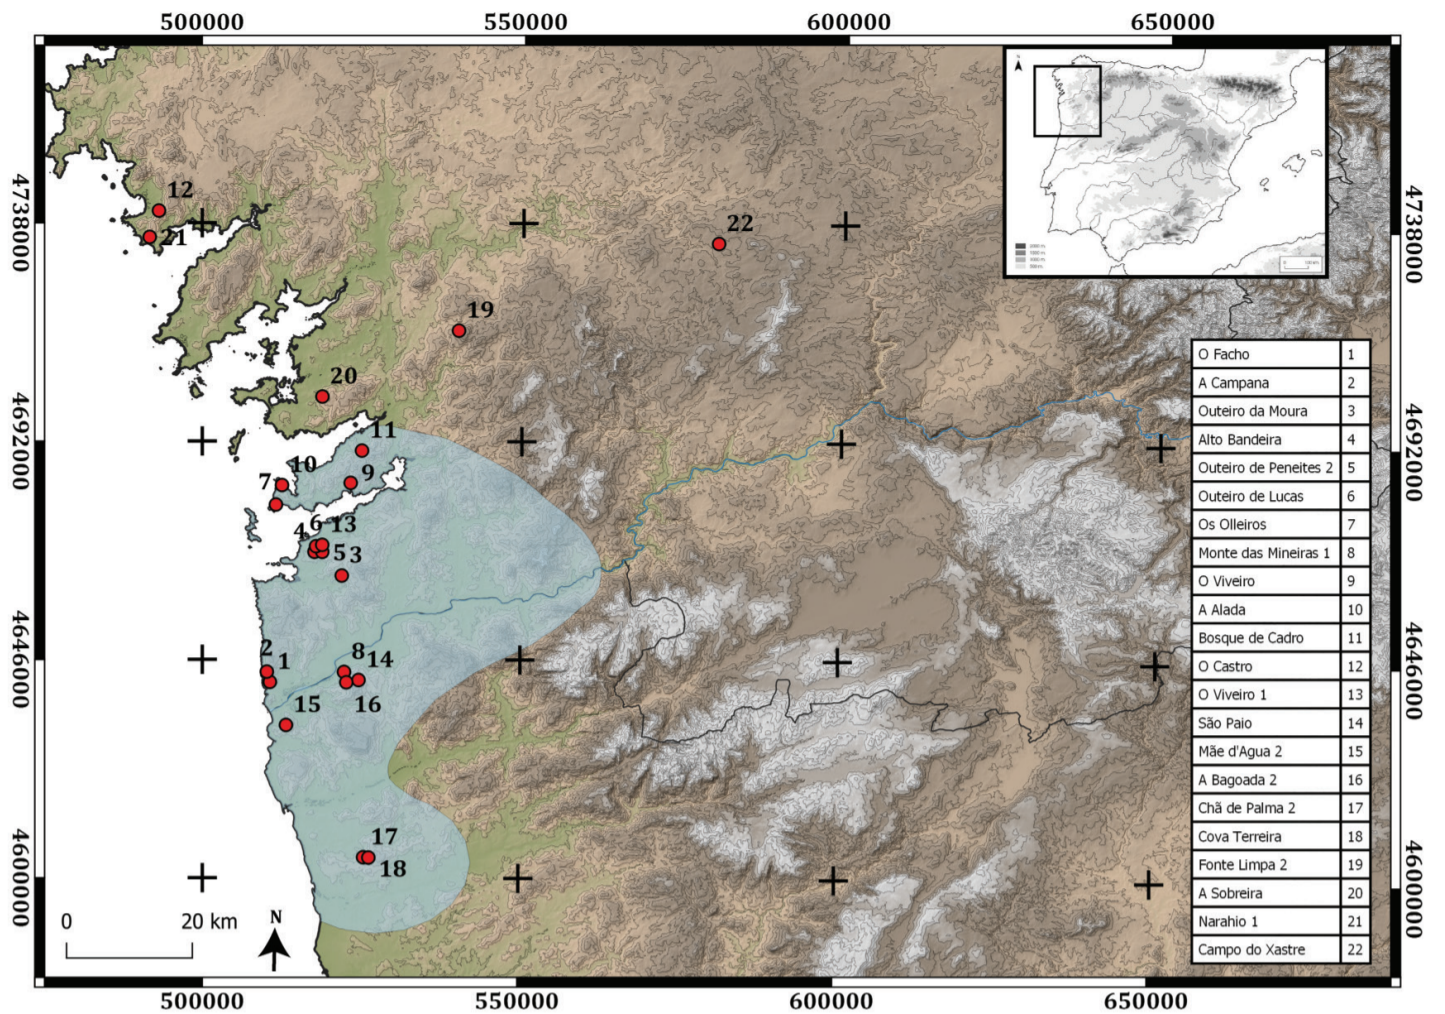 500000 550000 600000 650000
4738000
4692000
4646000
4600000
12
21
22
19
20
11
10
7
9
6 13
4
5 3
2
1
8 14
15
16
17
18
0 20 km
N
O Facho 1
A Campana 2
Outeiro da Moura 3
Alto Bandeira 4
Outeiro de Peneites 2 5
Outeiro de Lucas 6
Os Olleiros 7
Monte das Mineiras 1 8
O Viveiro 9
A Alada 10
Bosque de Cadro 11
O Castro 12
O Viveiro 1 13
São Paio 14
Mãe d'Agua 2 15
A Bagoada 2 16
Chã de Palma 2 17
Cova Terreira 18
Fonte Limpa 2 19
A Sobreira 20
Narahio 1 21
Campo do Xastre 22
4738000
4692000
4646000
4600000
500000 550000 600000 650000